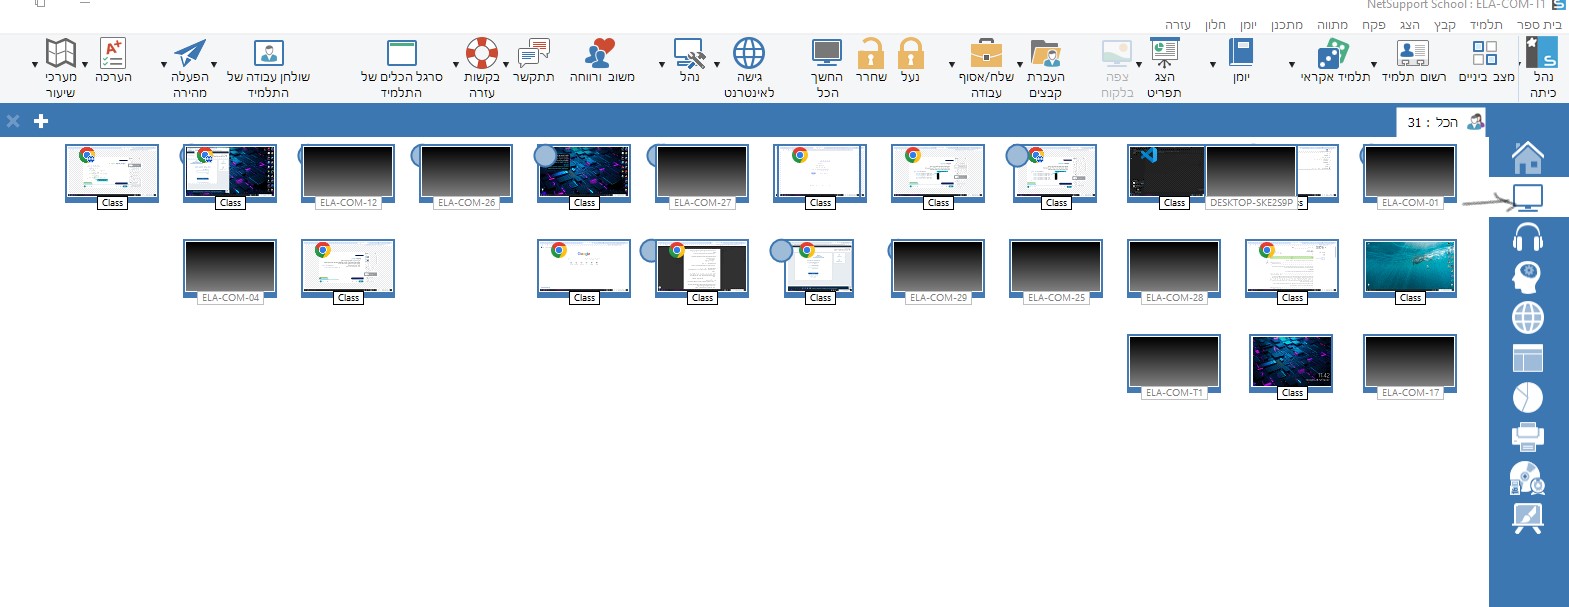 NetSupport School : ELA-COM-T1
בית ספר תלמיד קבץ הצג פקח מתווה מתכנן יומן חלון עזרה
נהל כיתה
מצב ביניים
רשום תלמיד
תלמיד אקראי
יומן
הצג תפריט
צפה בלקוח
העברת קבצים
שלח/אסוף עבודה
נעל
שחרר
החשך הכל
גישה לאינטרנט
נהל
משוב ורווחה
תתקשר
בקשות עזרה
סרגל הכלים של התלמיד
שולחן עבודה של התלמיד
הפעלה מהירה
הערכה
מערכי שיעור
הכל : 31
ELA-COM-01
DESKTOP-SKE2S9P
Class
Class
Class
Class
ELA-COM-27
Class
ELA-COM-26
ELA-COM-12
Class
Class
Class
Class
ELA-COM-28
ELA-COM-25
ELA-COM-29
Class
Class
Class
Class
ELA-COM-04
ELA-COM-17
Class
ELA-COM-T1